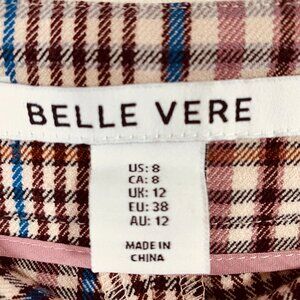 BELLE VERE
US: 8
CA: 8
UK: 12
EU: 38
AU: 12
MADE IN
CHINA